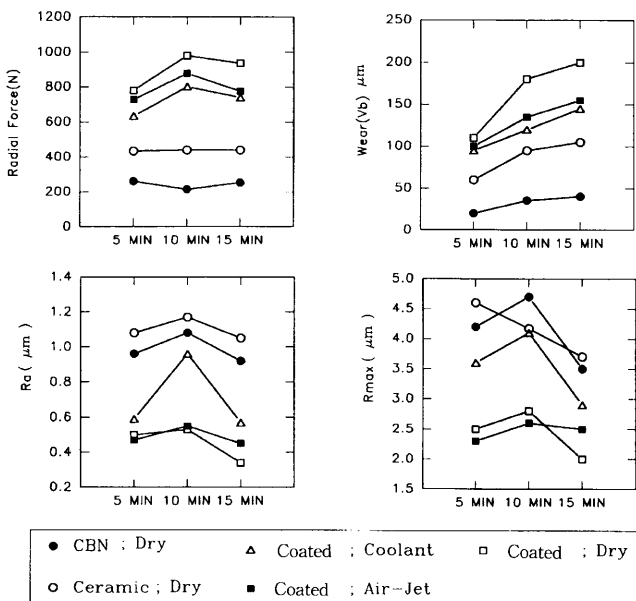 1200
1000
800
600
400
200
0
Radial Force(N)
5 MIN 10 MIN 15 MIN
250
200
150
100
50
0
Wear(Vb) μm
5 MIN 10 MIN 15 MIN
1.4
1.2
1.0
0.8
0.6
0.4
0.2
Ra( μm )
5 MIN 10 MIN 15 MIN
5.0
4.5
4.0
3.5
3.0
2.5
2.0
1.5
Rmax( μm )
5 MIN 10 MIN 15 MIN
CBN ; Dry
Coated ; Coolant
Coated ; Dry
Ceramic ; Dry
Coated ; Air-Jet